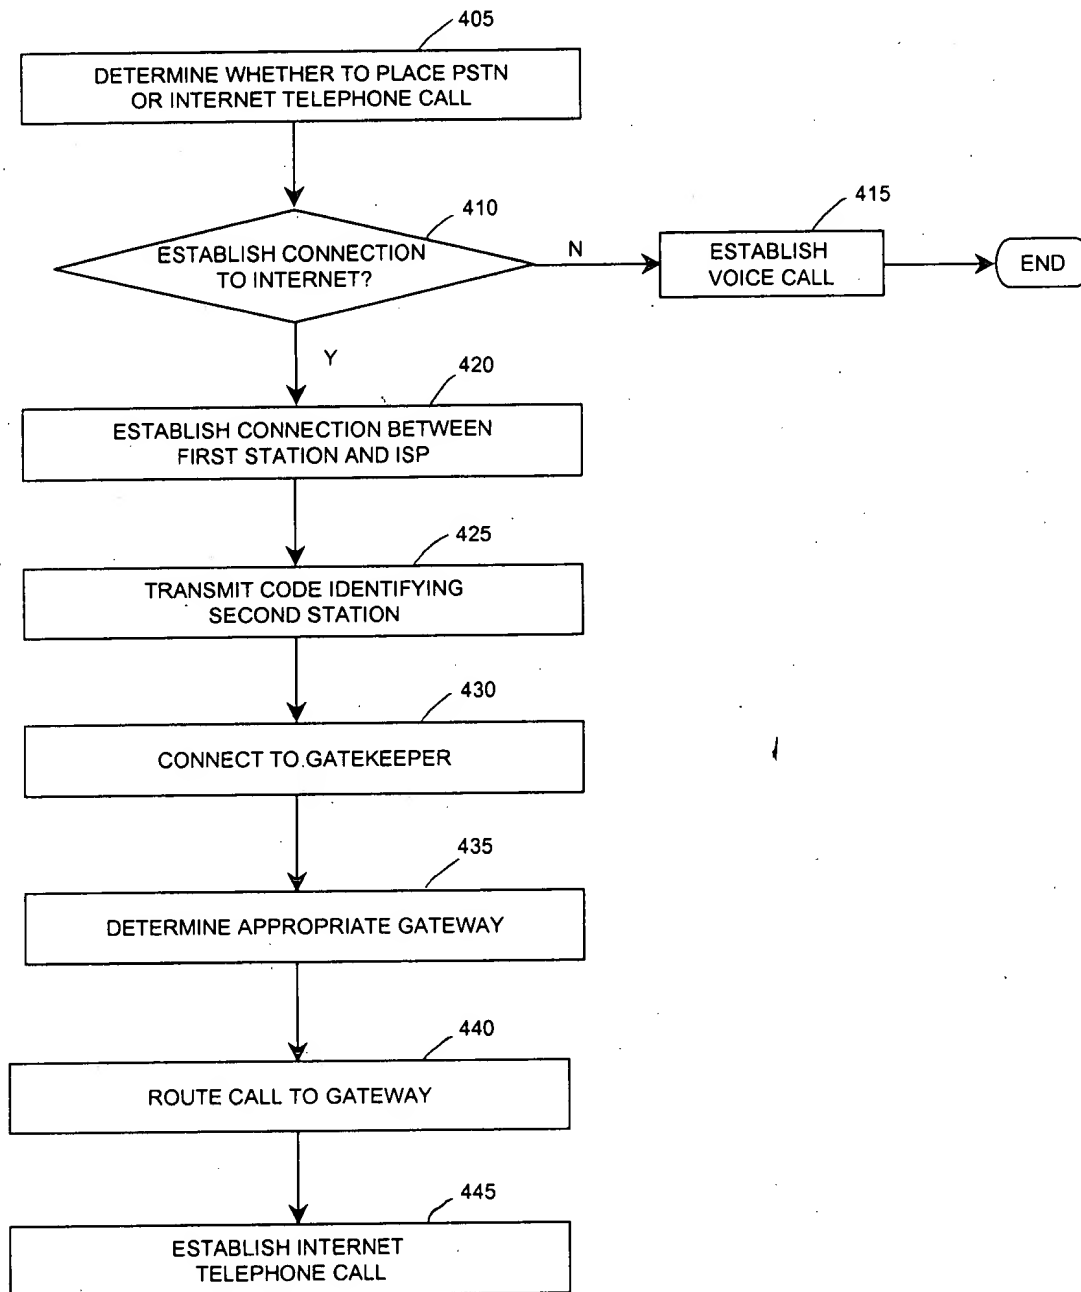 405
DETERMINE WHETHER TO PLACE PSTN
OR INTERNET TELEPHONE CALL
410
ESTABLISH CONNECTION
TO INTERNET?
N
415
ESTABLISH
VOICE CALL
END
Y
420
ESTABLISH CONNECTION BETWEEN
FIRST STATION AND ISP
425
TRANSMIT CODE IDENTIFYING
SECOND STATION
430
CONNECT TO GATEKEEPER
435
DETERMINE APPROPRIATE GATEWAY
440
ROUTE CALL TO GATEWAY
445
ESTABLISH INTERNET
TELEPHONE CALL